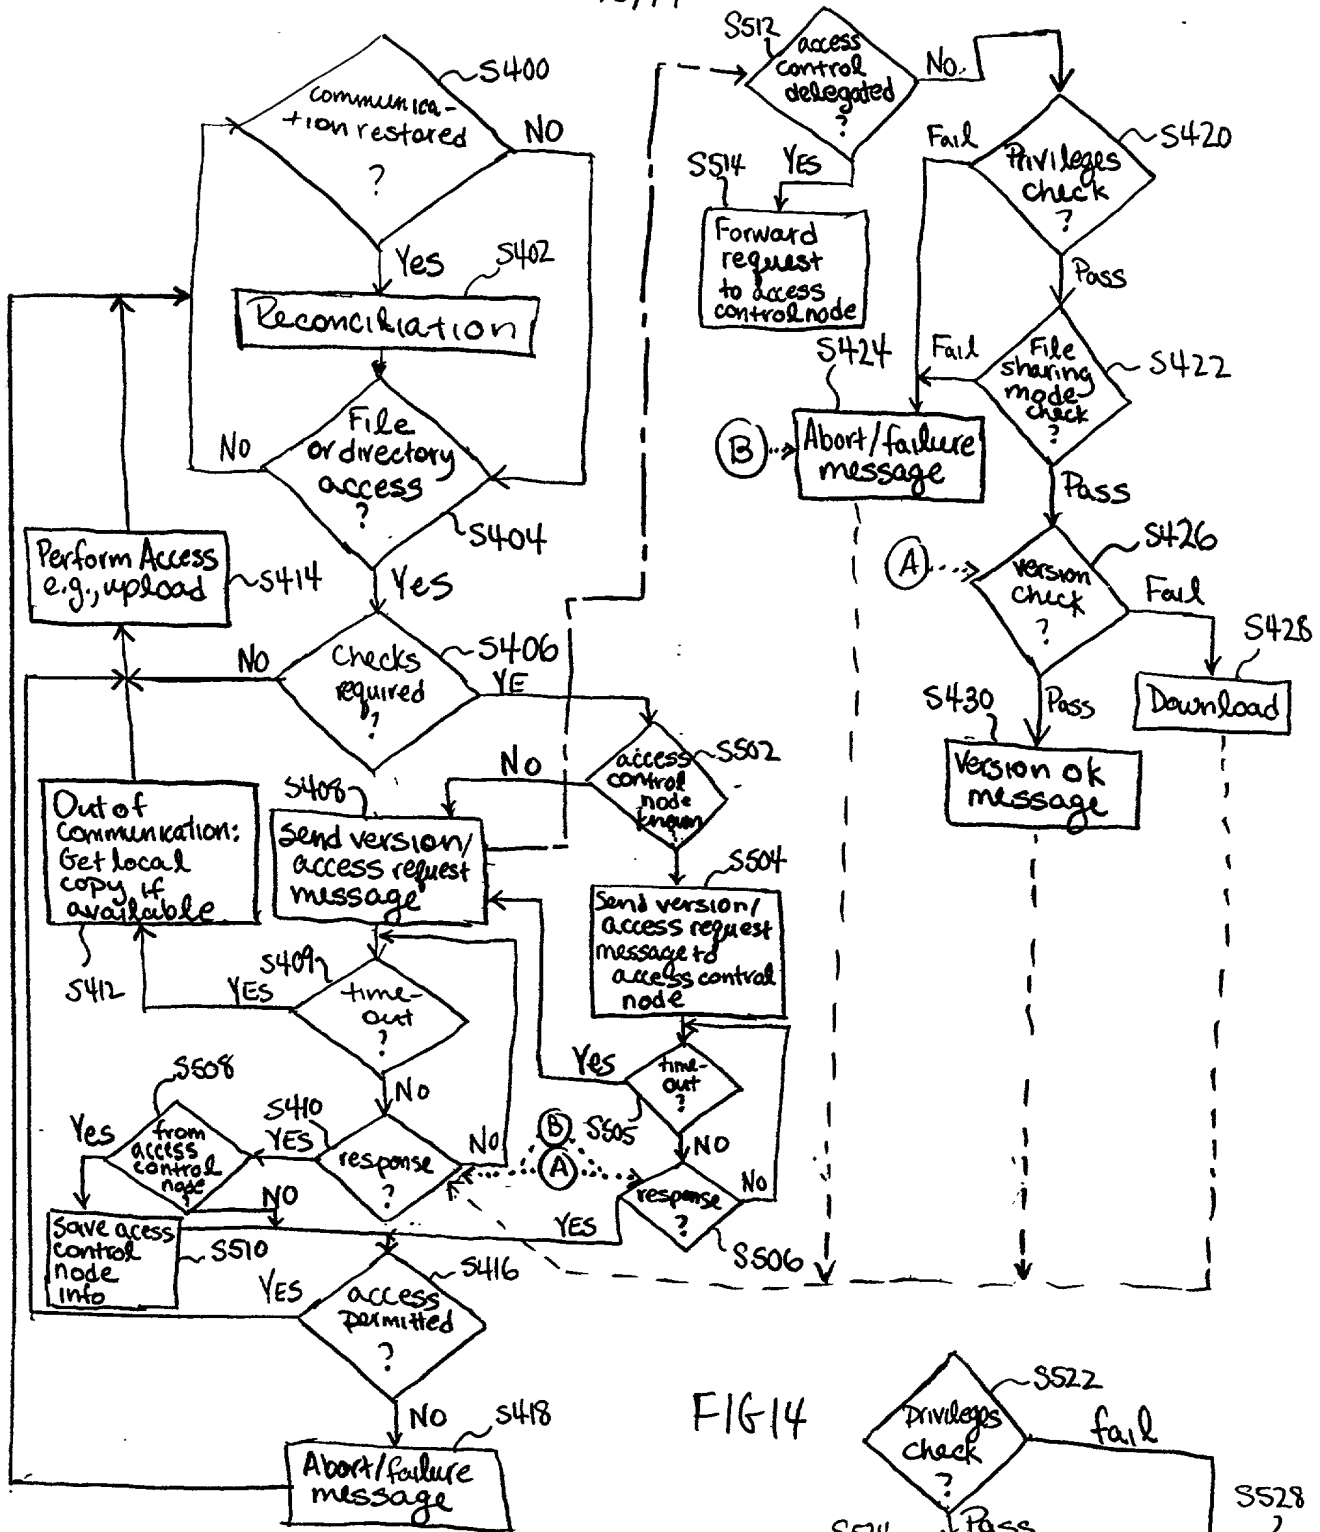 S400
communica-
tion restored
?
NO
Yes
S402
Reconciliation
File
or directory
access
?
NO
S404
Yes
Perform Access
e.g., upload
S414
S406
Checks
required
?
NO
YE
S502
access
control
node
known
NO
S408
Send version/
access request
message
S504
Send version/
access request
message to
access control
node
Out of
Communication:
Get local
copy if
available
S412
S409
time-
out
?
YES
NO
time-
out
?
Yes
S505
NO
S508
from
access
control
node
?
Yes
NO
S410
response
?
YES
NO
B
A
response
?
NO
YES
S506
Save acess
control
node
info
S510
S416
access
permitted
?
YES
NO
S418
Abort/failure
message
S512
access
control
delegated
?
NO
YES
S514
Forward
request
to access
control node
S420
Privileges
check
?
Fail
Pass
S422
File
sharing
mode
check
?
Fail
Pass
S424
B
Abort/failure
message
S426
A
version
check
?
Fail
S428
Download
Pass
S430
Version ok
message
FIG 14
S522
Privileges
check
?
fail
Pass
S528